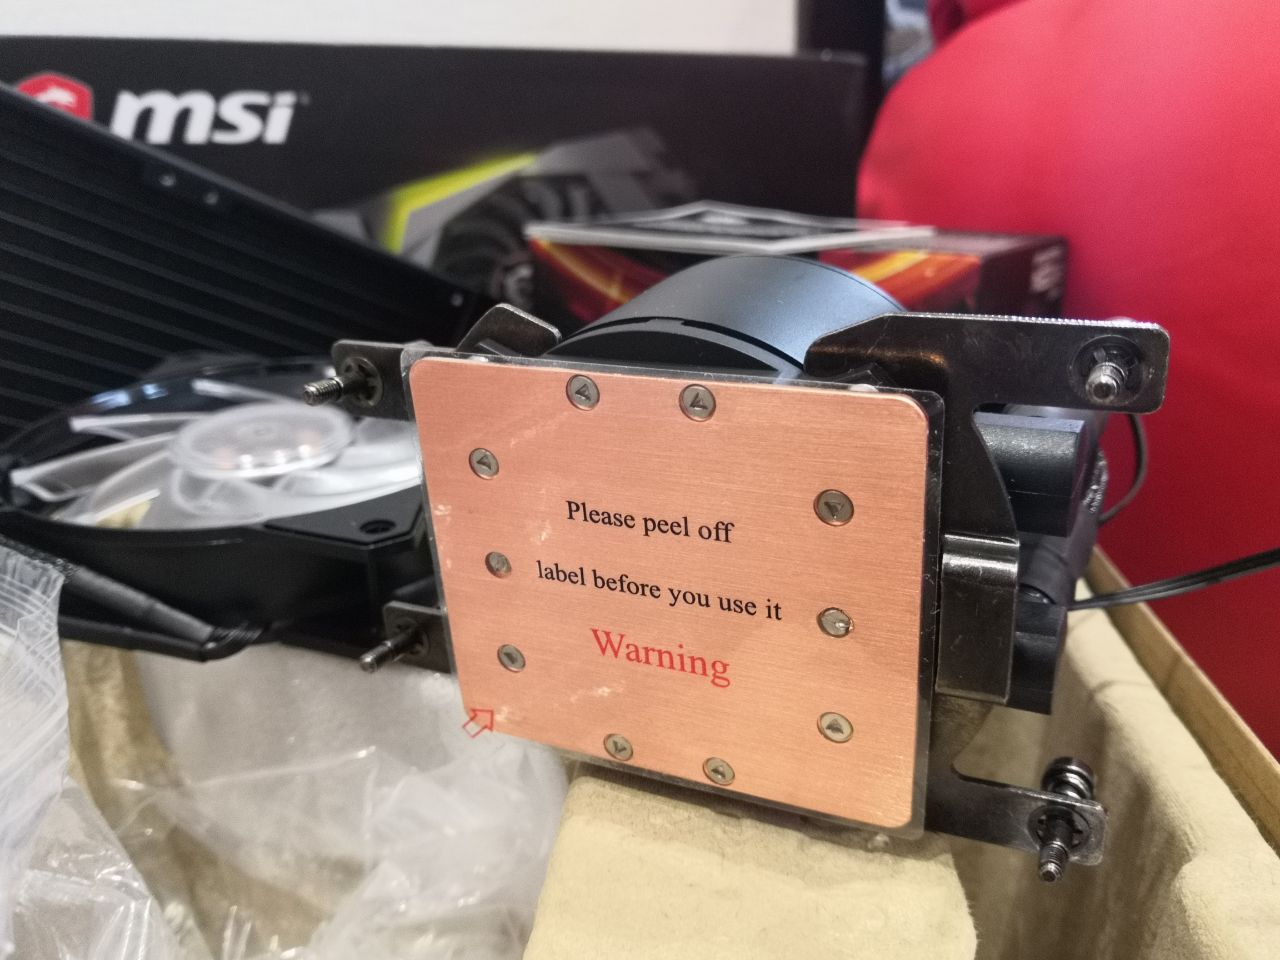 msi
Please peel off
label before you use it
Warning